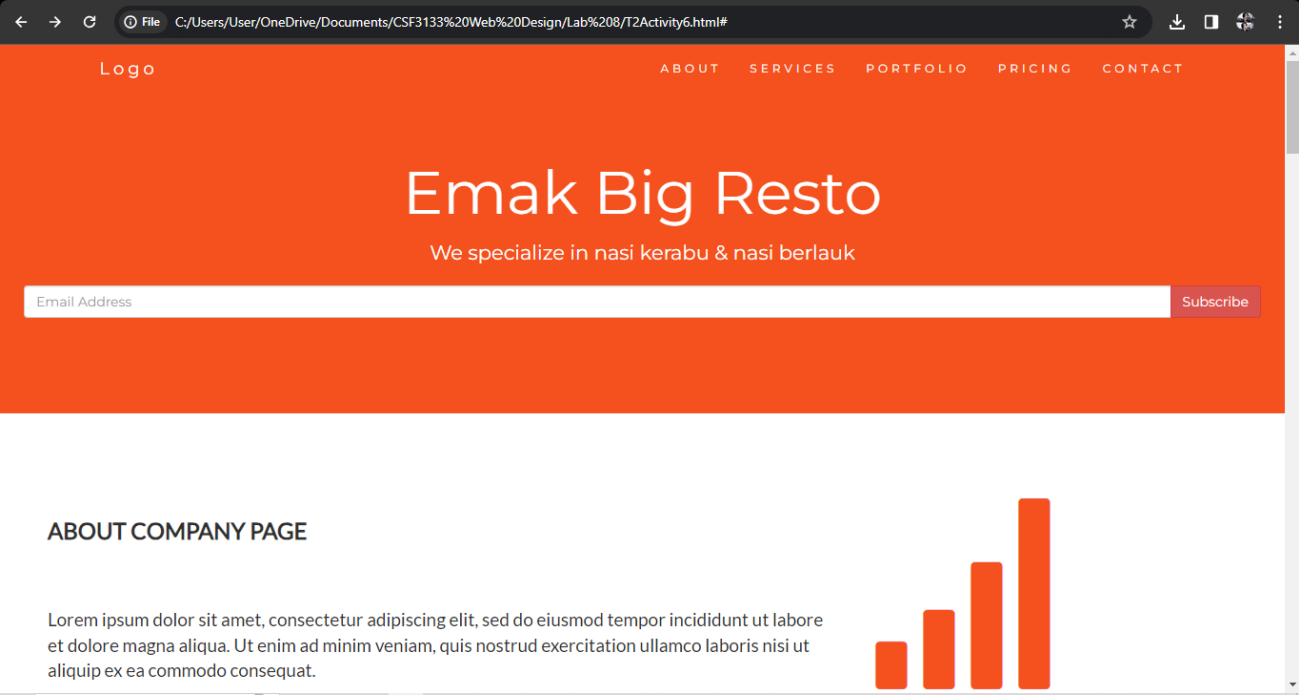 File C:/Users/User/OneDrive/Documents/CSF3133%20Web%20Design/Lab%208/T2Activity6.html#
Logo ABOUT SERVICES PORTFOLIO PRICING CONTACT
Emak Big Resto
We specialize in nasi kerabu & nasi berlauk
Email Address Subscribe
ABOUT COMPANY PAGE
Lorem ipsum dolor sit amet, consectetur adipiscing elit, sed do eiusmod tempor incididunt ut labore
et dolore magna aliqua. Ut enim ad minim veniam, quis nostrud exercitation ullamco laboris nisi ut
aliquip ex ea commodo consequat.